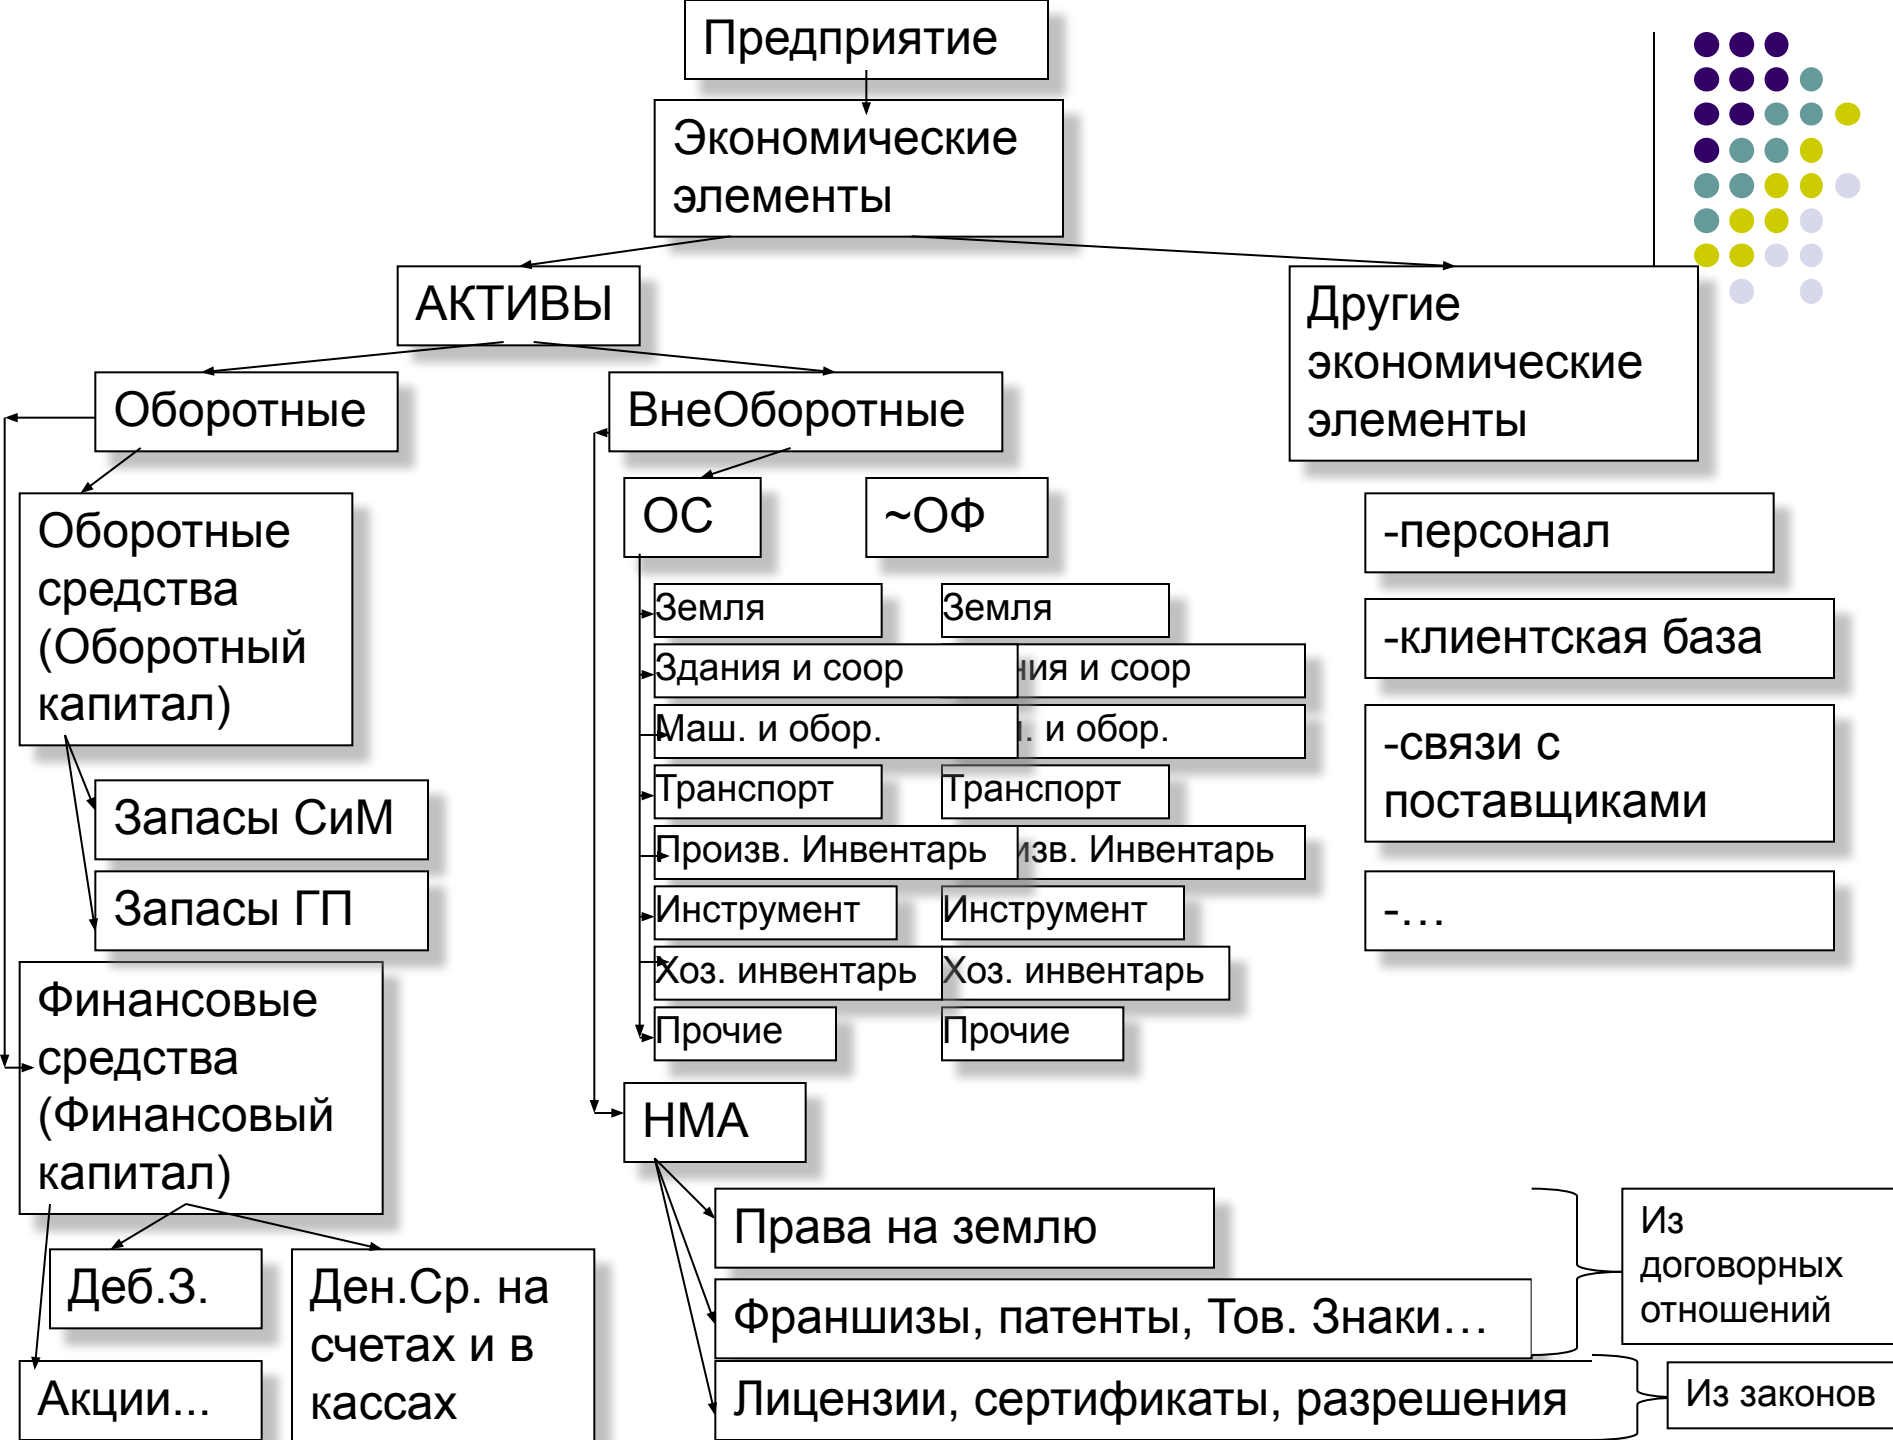 Предприятие
Экономические
элементы
АКТИВЫ
Другие
экономические
элементы
Оборотные
ВнеОборотные
Оборотные
средства
(Оборотный
капитал)
Запасы СиМ
Запасы ГП
Финансовые
средства
(Финансовый
капитал)
Деб.З.
Ден.Ср. на
счетах и в
кассах
Акции...
ОС
~ОФ
Земля
Земля
Здания и соор
и соор
Маш. и обор.
и обор.
Транспорт
Транспорт
Произв. Инвентарь
Инвентарь
Инструмент
Инструмент
Хоз. инвентарь
Хоз. инвентарь
Прочие
Прочие
НМА
Права на землю
Франшизы, патенты, Тов. Знаки…
Лицензии, сертификаты, разрешения
Из
договорных
отношений
Из законов
-персонал
-клиентская база
-связи с
поставщиками
-…